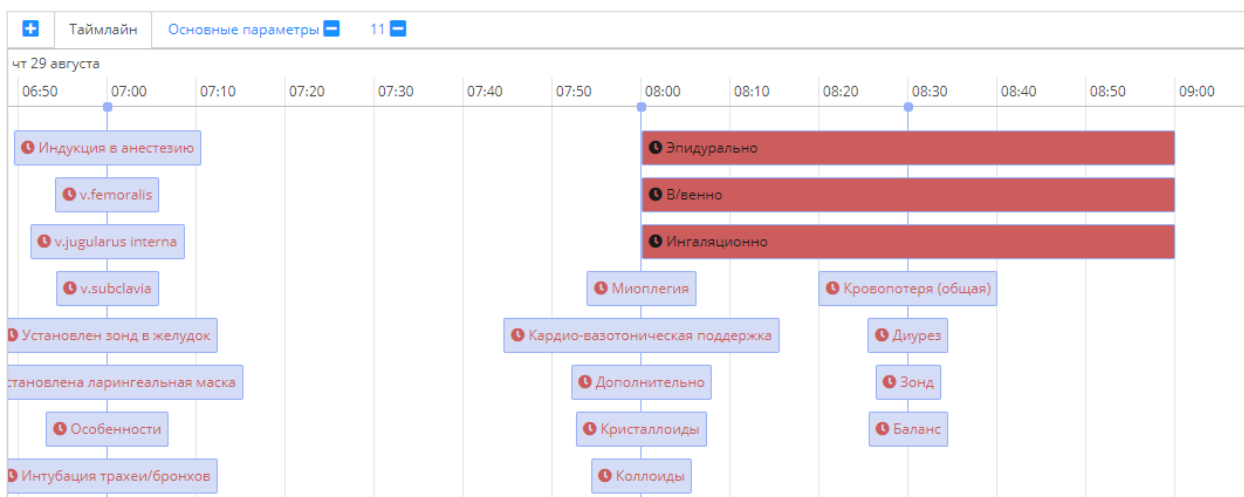 Таймлайн Основные параметры 11
чт 29 августа
06:50 07:00 07:10 07:20 07:30 07:40 07:50 08:00 08:10 08:20 08:30 08:40 08:50 09:00
Индукция в анестезию Эпидурально
v.femoralis В/венно
v.jugularus interna Ингаляционно
v.subclavia Миоплегия Кровопотеря (общая)
Установлен зонд в желудок Кардио-вазотоническая поддержка Диурез
становлена ларингеальная маска Дополнительно Зонд
Особенности Кристаллоиды Баланс
Интубация трахеи/бронхов Коллоиды